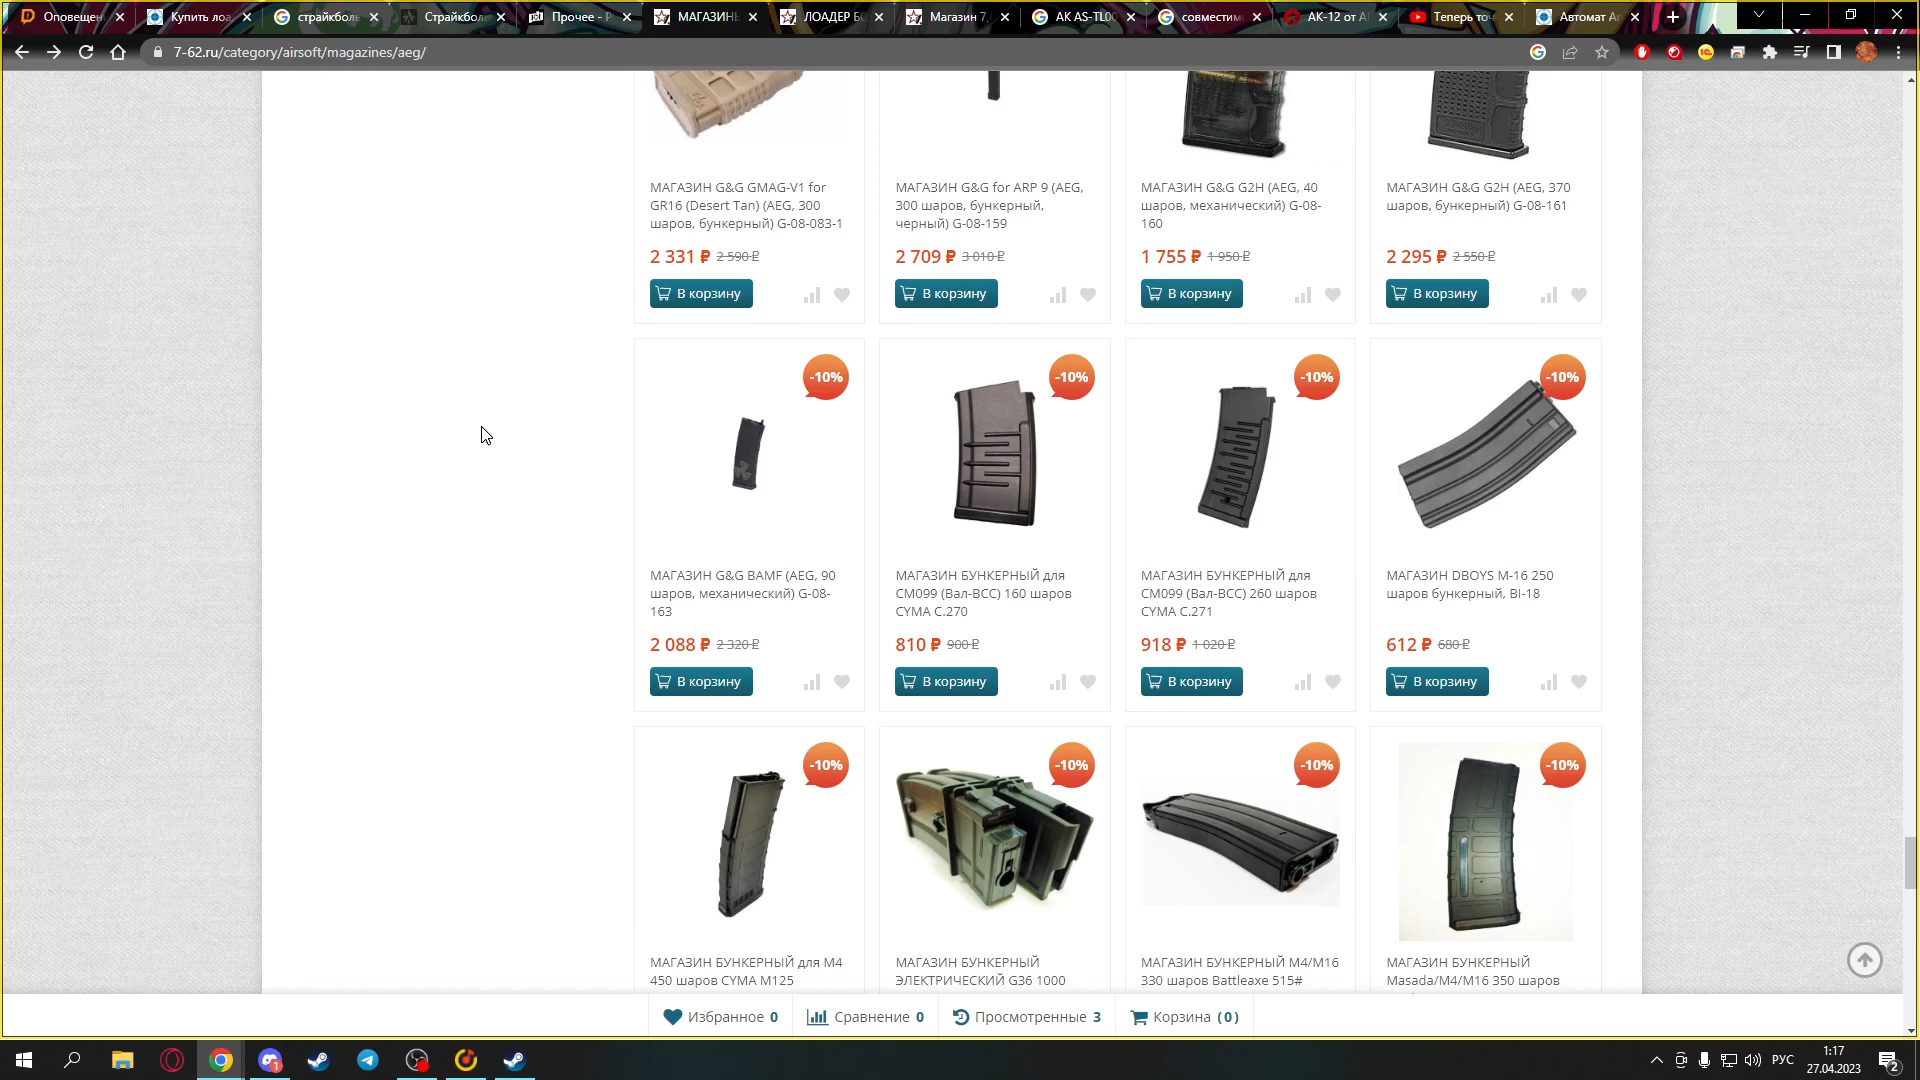 Оповещен
Купить лоа
страйкболь
Страйкболь
Прочее - Р
МАГАЗИНЫ
ЛОАДЕР БО
Магазин 7,
AK AS-TL00
совместим
АК-12 от А
Теперь точ
Автомат Ar
7-62.ru/category/airsoft/magazines/aeg/
МАГАЗИН G&G GMAG-V1 for
GR16 (Desert Tan) (AEG, 300
шаров, бункерный) G-08-083-1
2 331 ₽ 2 590 ₽
В корзину
МАГАЗИН G&G for ARP 9 (AEG,
300 шаров, бункерный,
черный) G-08-159
2 709 ₽ 3 010 ₽
В корзину
МАГАЗИН G&G G2H (AEG, 40
шаров, механический) G-08-
160
1 755 ₽ 1 950 ₽
В корзину
МАГАЗИН G&G G2H (AEG, 370
шаров, бункерный) G-08-161
2 295 ₽ 2 550 ₽
В корзину
-10%
МАГАЗИН G&G BAMF (AEG, 90
шаров, механический) G-08-
163
2 088 ₽ 2 320 ₽
В корзину
-10%
МАГАЗИН БУНКЕРНЫЙ для
CM099 (Вал-ВСС) 160 шаров
CYMA C.270
810 ₽ 900 ₽
В корзину
-10%
МАГАЗИН БУНКЕРНЫЙ для
CM099 (Вал-ВСС) 260 шаров
CYMA C.271
918 ₽ 1 020 ₽
В корзину
-10%
МАГАЗИН DBOYS M-16 250
шаров бункерный, BI-18
612 ₽ 680 ₽
В корзину
-10%
МАГАЗИН БУНКЕРНЫЙ для M4
450 шаров CYMA M125
-10%
МАГАЗИН БУНКЕРНЫЙ
ЭЛЕКТРИЧЕСКИЙ G36 1000
-10%
МАГАЗИН БУНКЕРНЫЙ M4/M16
330 шаров Battleaxe 515#
-10%
МАГАЗИН БУНКЕРНЫЙ
Masada/M4/M16 350 шаров
Избранное 0
Сравнение 0
Просмотренные 3
Корзина (0)
РУС
1:17
27.04.2023
2